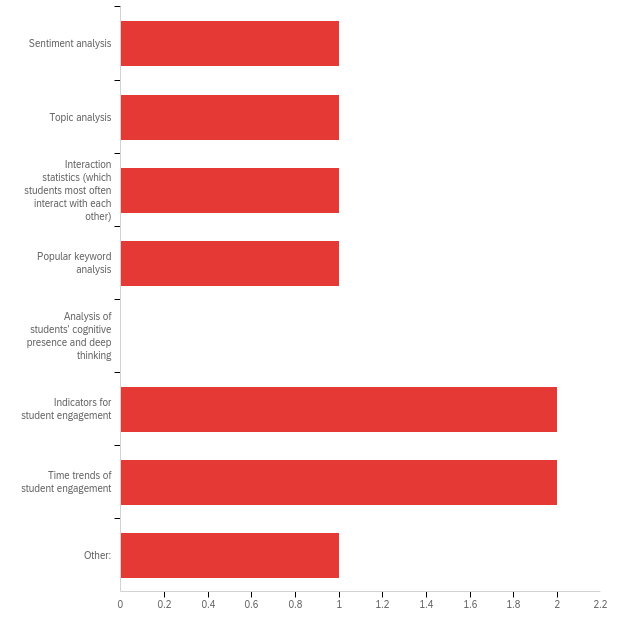 Sentiment analysis
Topic analysis
Interaction
statistics (which
students most often
interact with each
other)
Popular keyword
analysis
Analysis of
students' cognitive
presence and deep
thinking
Indicators for
student engagement
Time trends of
student engagement
Other:
0 0.2 0.4 0.6 0.8 1 1.2 1.4 1.6 1.8 2 2.2